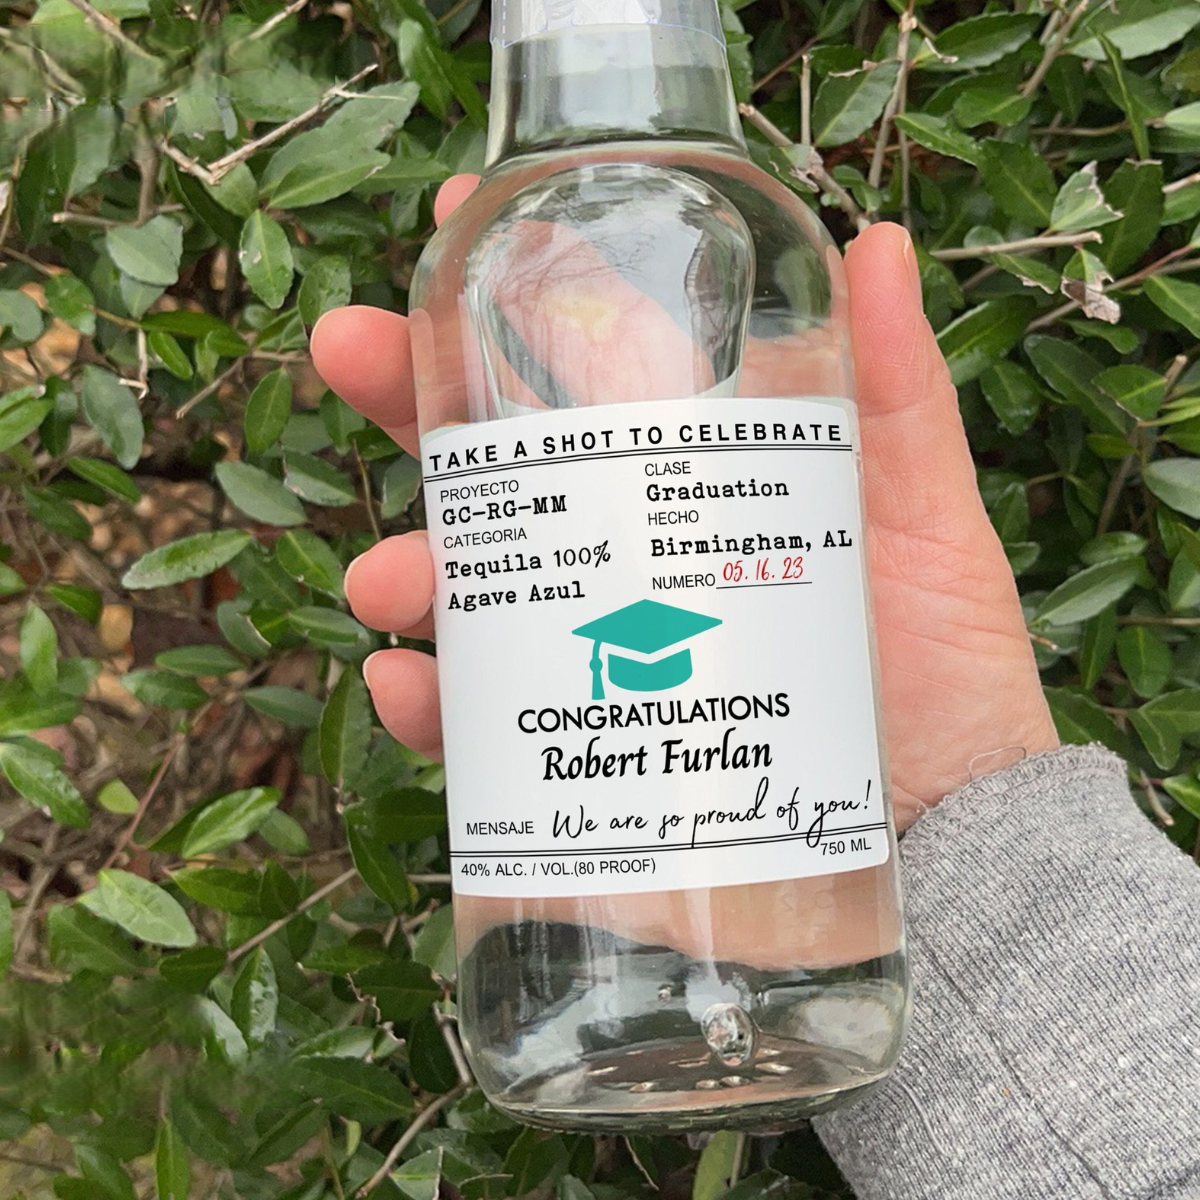 TAKE A SHOT TO CELEBRATE
PROYECTO
GC-RG-MM
CATEGORIA
Tequila 100%
Agave Azul
CLASE
Graduation
HECHO
Birmingham, AL
NUMERO 05. 16. 23
CONGRATULATIONS
Robert Furlan
MENSAJE We are so proud of you!
40% ALC. / VOL.(80 PROOF)
750 ML